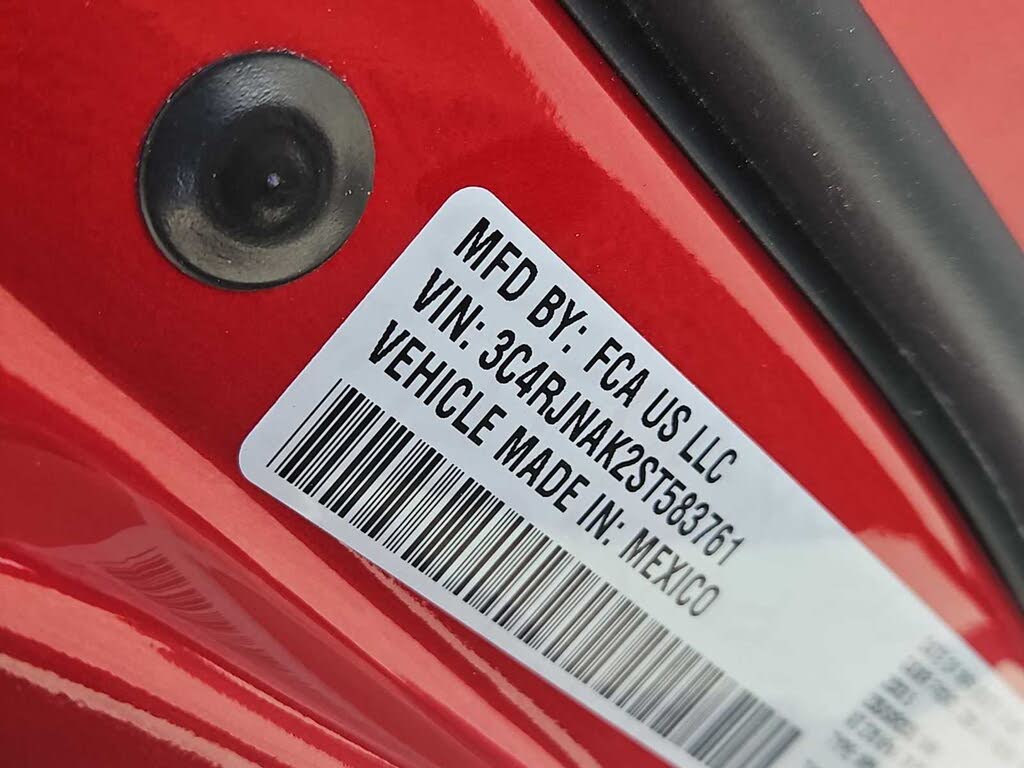 MFD BY: FCA US LLC
VIN: 3C4RJNAK2ST583761
VEHICLE MADE IN: MEXICO